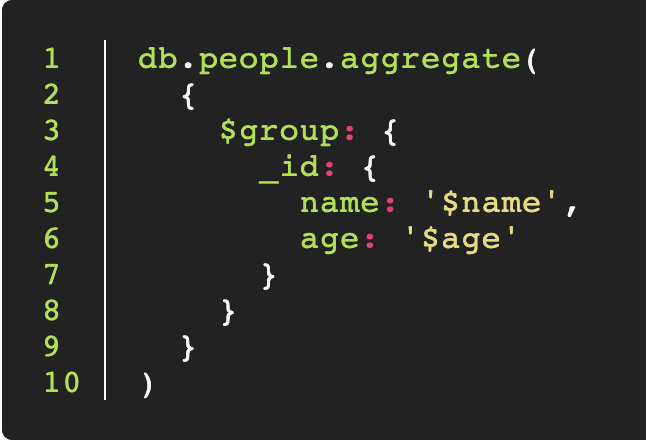 1 db.people.aggregate(
2 {
3 $group: {
4 _id: {
5 name: '$name',
6 age: '$age'
7 }
8 }
9 }
10 )